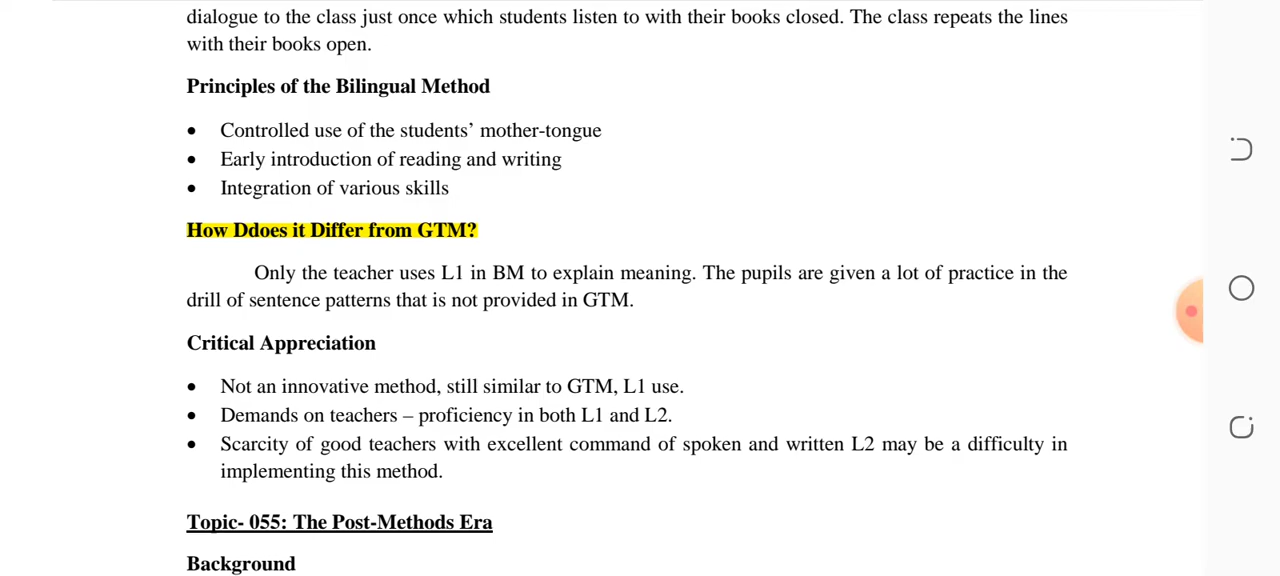 dialogue to the class just once which students listen to with their books closed. The class repeats the lines
with their books open.
Principles of the Bilingual Method
• Controlled use of the students’ mother-tongue
• Early introduction of reading and writing
• Integration of various skills
How Ddoes it Differ from GTM?
Only the teacher uses L1 in BM to explain meaning. The pupils are given a lot of practice in the
drill of sentence patterns that is not provided in GTM.
Critical Appreciation
• Not an innovative method, still similar to GTM, L1 use.
• Demands on teachers – proficiency in both L1 and L2.
• Scarcity of good teachers with excellent command of spoken and written L2 may be a difficulty in
implementing this method.
Topic- 055: The Post-Methods Era
Background